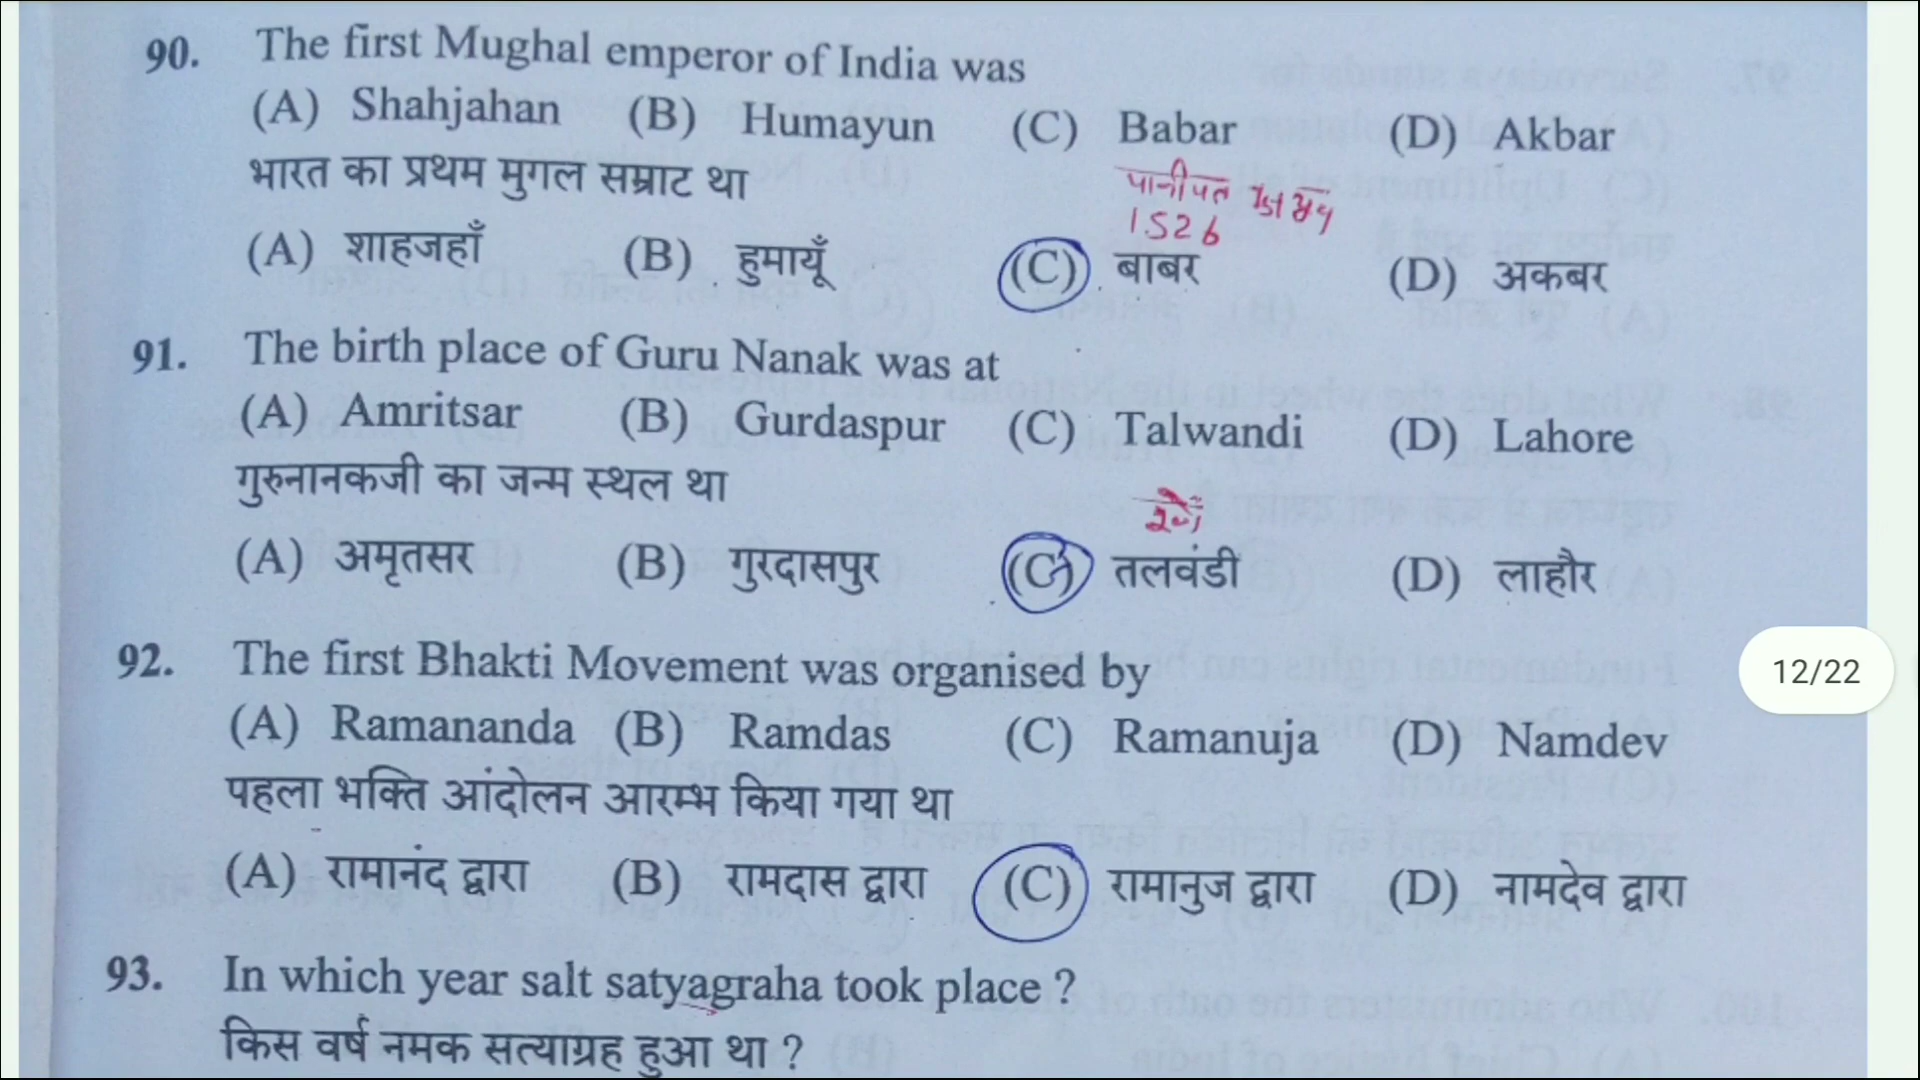 90. The first Mughal emperor of India was
(A) Shahjahan (B) Humayun (C) Babar (D) Akbar
भारत का प्रथम मुगल सम्राट था
पानीपत
1526
(A) शाहजहाँ (B) हुमायूँ (C) बाबर (D) अकबर
91. The birth place of Guru Nanak was at
(A) Amritsar (B) Gurdaspur (C) Talwandi (D) Lahore
गुरुनानकजी का जन्म स्थल था
(A) अमृतसर (B) गुरदासपुर (C) तलवंडी (D) लाहौर
92. The first Bhakti Movement was organised by
(A) Ramananda (B) Ramdas (C) Ramanuja (D) Namdev
पहला भक्ति आंदोलन आरम्भ किया गया था
(A) रामानंद द्वारा (B) रामदास द्वारा (C) रामानुज द्वारा (D) नामदेव द्वारा
12/22
93. In which year salt satyagraha took place ?
किस वर्ष नमक सत्याग्रह हुआ था ?